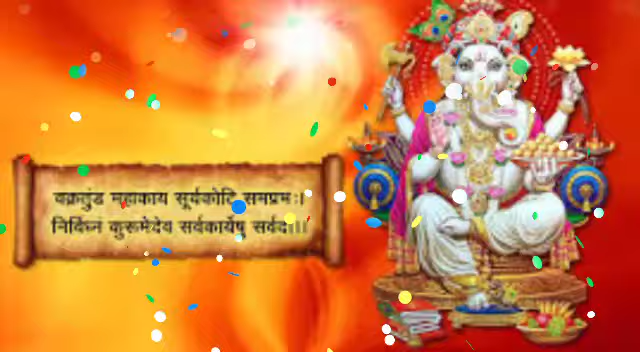 वक्रतुंड महाकाय सूर्यकोटि समप्रभः।
निर्विघ्नं कुरूमेदेव सर्वकार्येषु सर्वदा।।